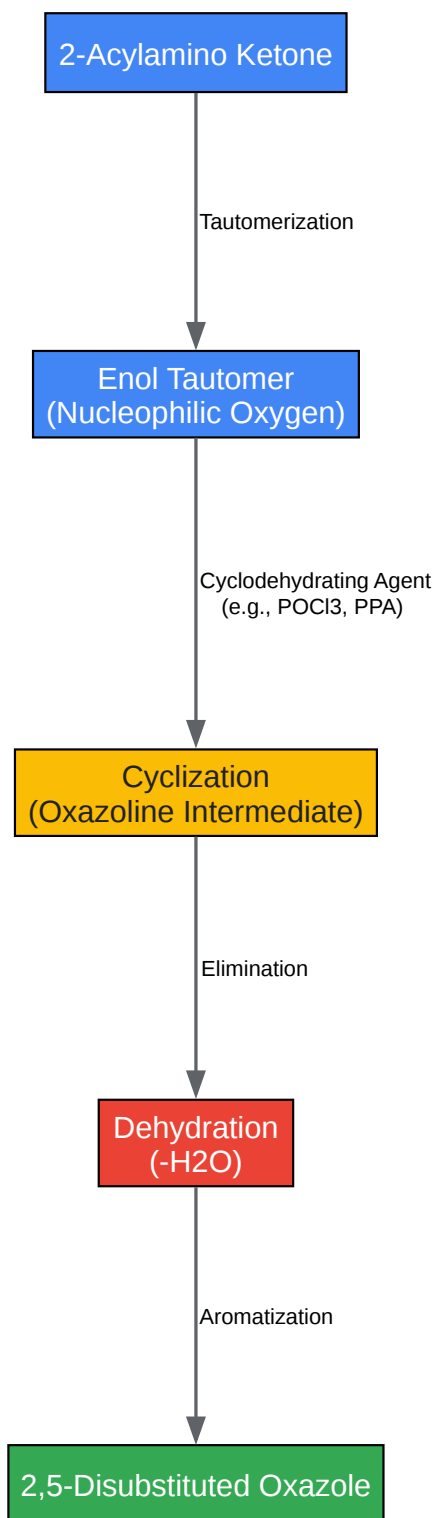 2-Acylamino Ketone
Tautomerization
Enol Tautomer
(Nucleophilic Oxygen)
Cyclodehydrating Agent
(e.g., POCl3, PPA)
Cyclization
(Oxazoline Intermediate)
Elimination
Dehydration
(-H2O)
Aromatization
2,5-Disubstituted Oxazole